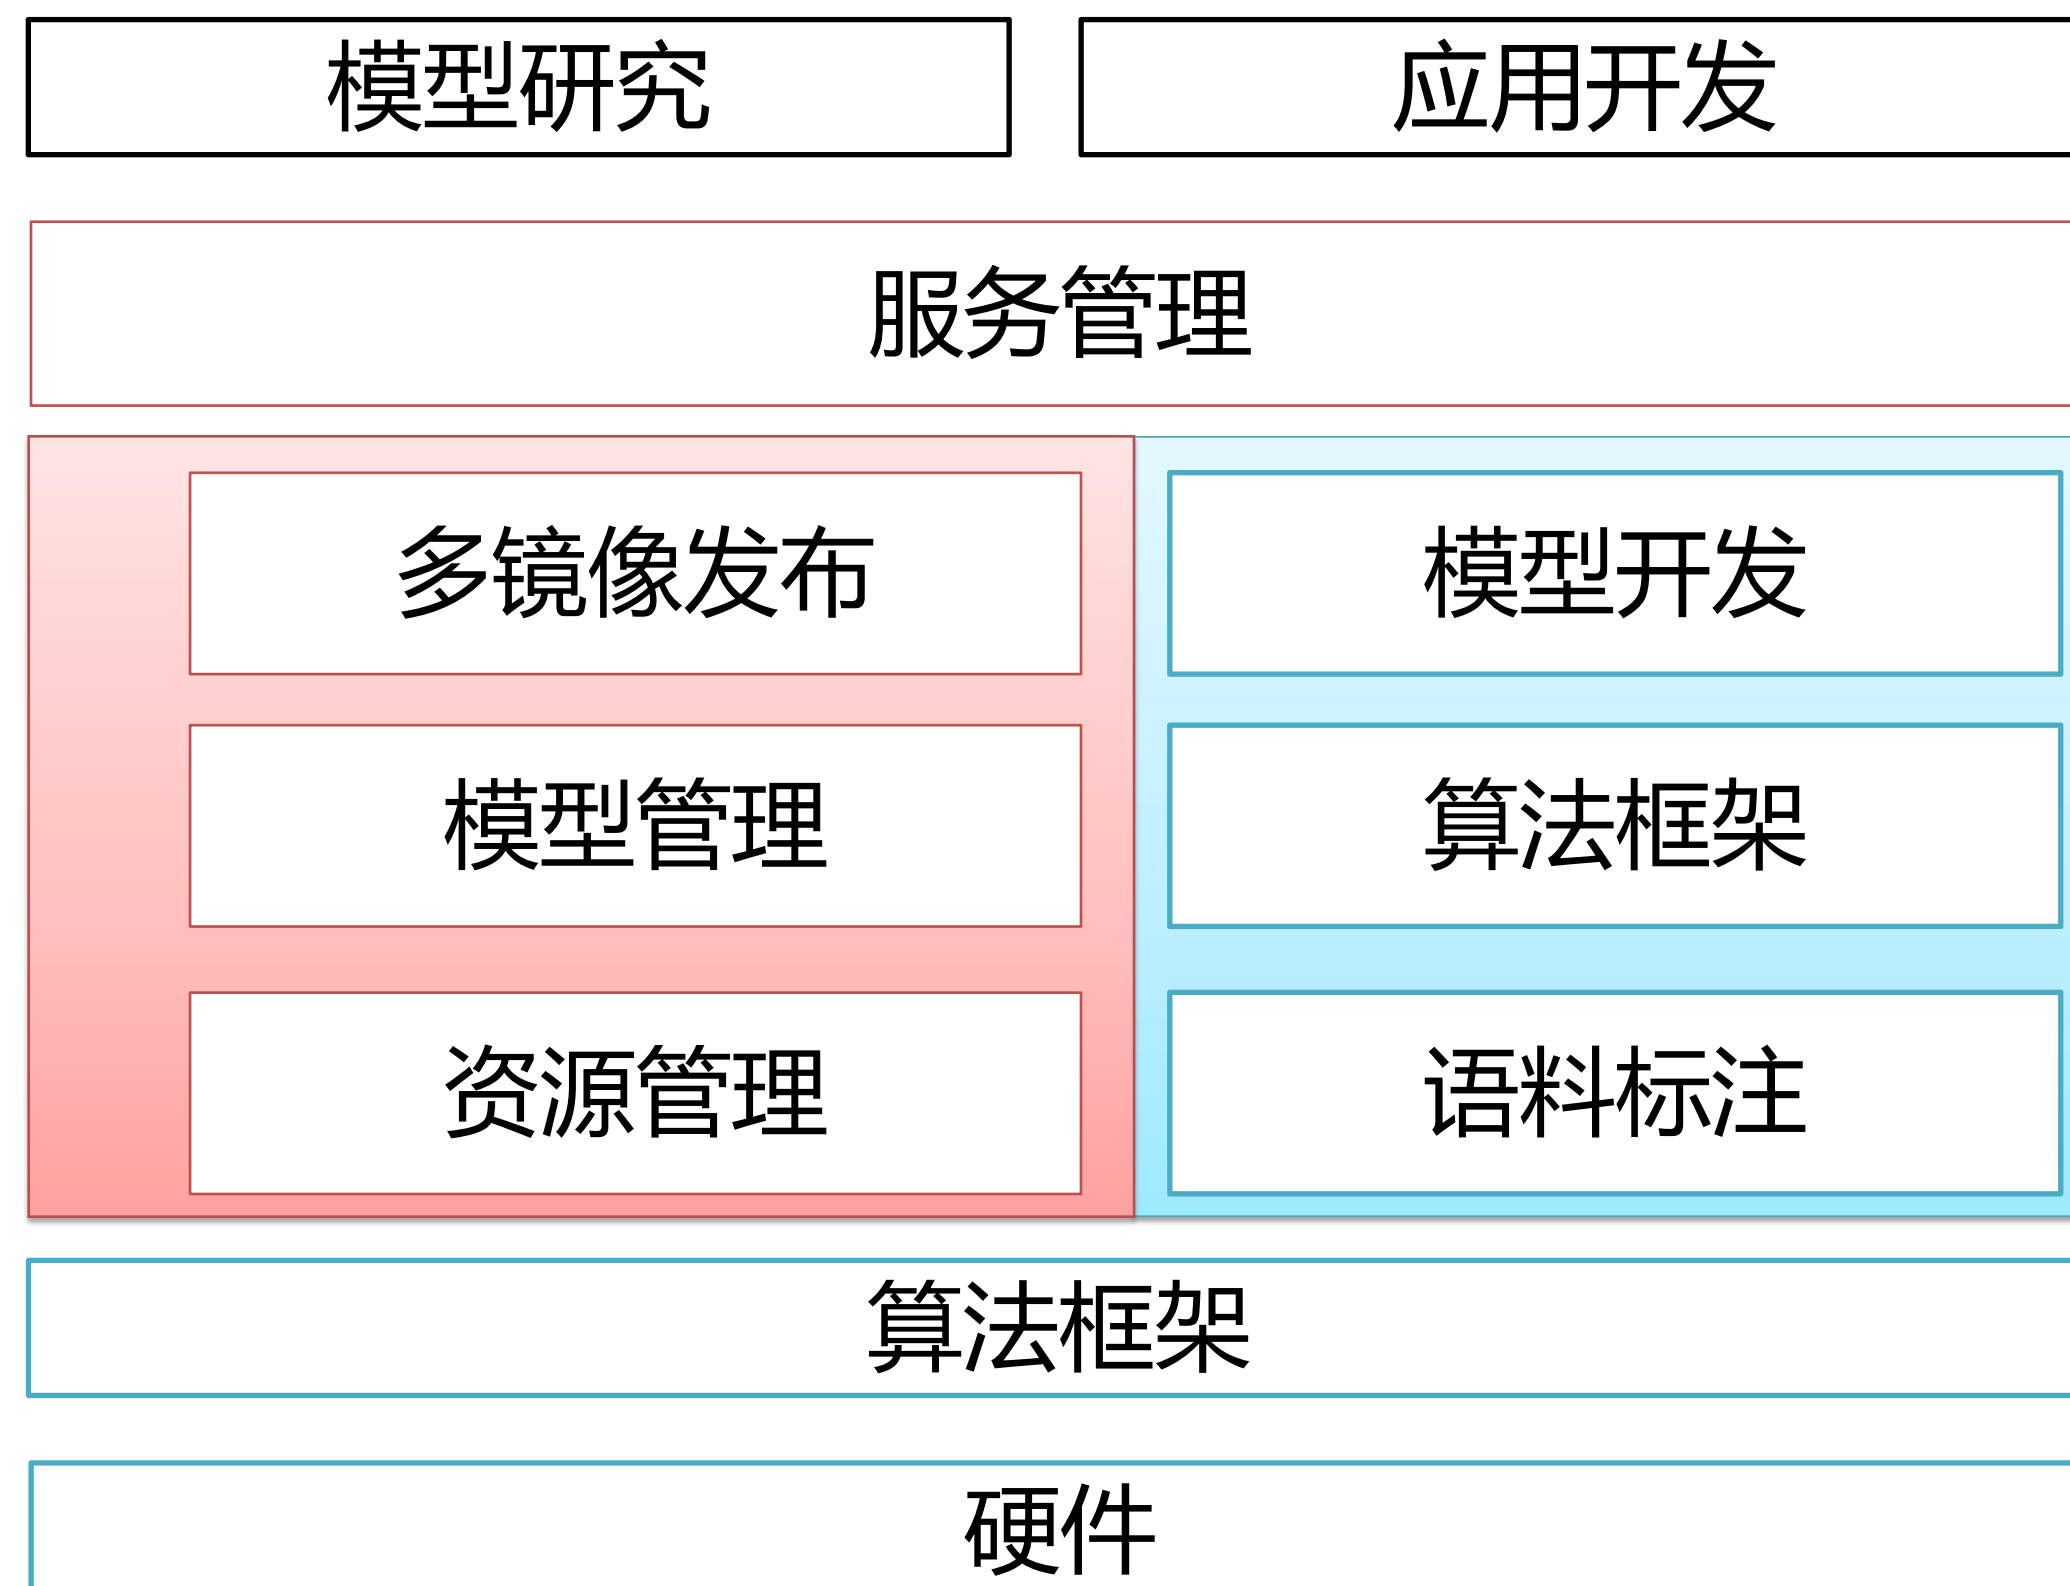 模型研究
应用开发
服务管理
多镜像发布
模型开发
模型管理
算法框架
资源管理
语料标注
算法框架
硬件